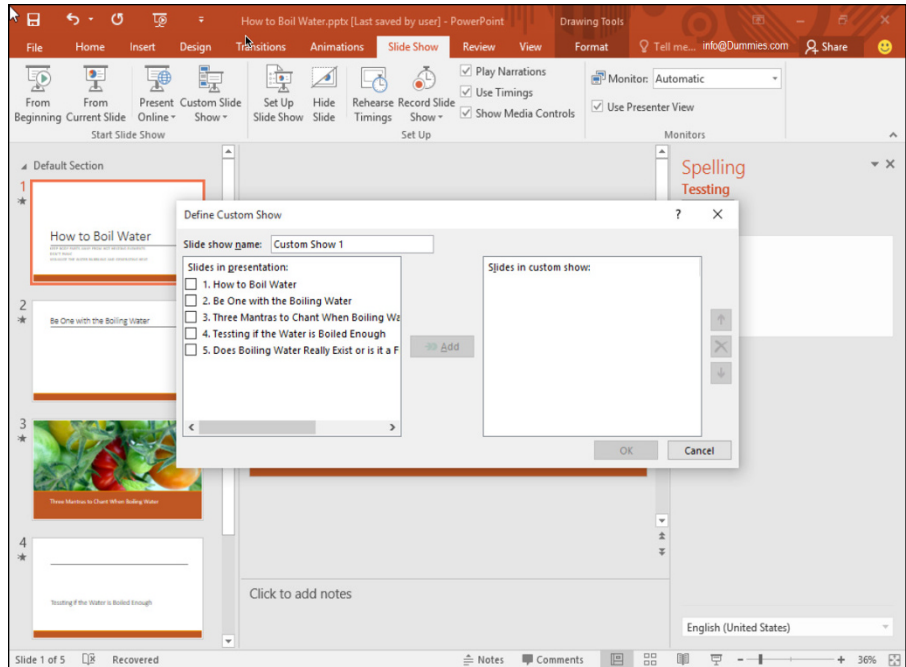 How to Boil Water.pptx [Last saved by user] - PowerPoint
Drawing Tools
File Home Insert Design Transitions Animations Slide Show Review View Format Tell me... info@Dummies.com Share
From Beginning
From Current Slide
Present Online
Custom Slide Show
Start Slide Show
Set Up Slide Show
Hide Slide
Rehearse Timings
Record Slide Show
Play Narrations
Use Timings
Show Media Controls
Set Up
Monitor: Automatic
Use Presenter View
Monitors
Default Section
1
How to Boil Water
2
Be One with the Boiling Water
3
Three Mantras to Chant When Boiling Water
4
Tessting if the Water is Boiled Enough
Define Custom Show
?
Slide show name: Custom Show 1
Slides in presentation:
1. How to Boil Water
2. Be One with the Boiling Water
3. Three Mantras to Chant When Boiling Wa
4. Tessting if the Water is Boiled Enough
5. Does Boiling Water Really Exist or is it a F
Add
Slides in custom show:
OK Cancel
Spelling
Tessting
English (United States)
Click to add notes
Slide 1 of 5 Recovered Notes Comments 36%